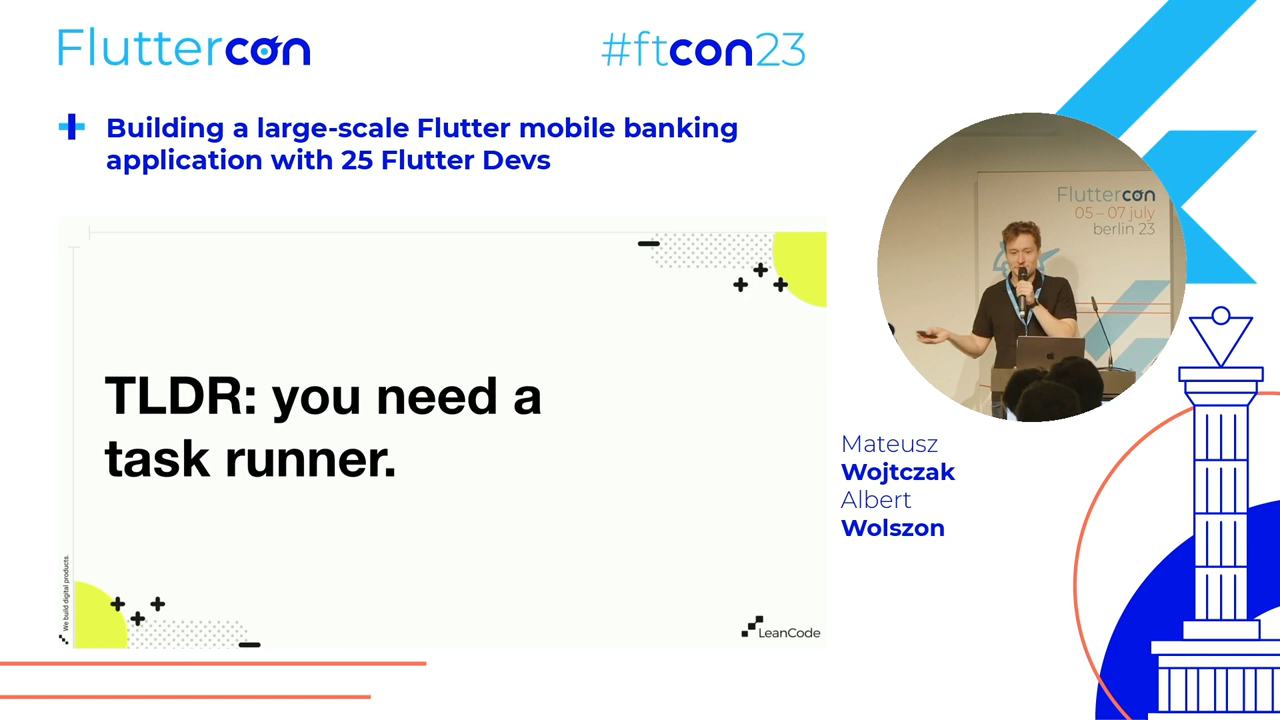 Fluttercon
#ftcon23
Building a large-scale Flutter mobile banking
application with 25 Flutter Devs
Fluttercon
05 – 07 july
berlin 23
TLDR: you need a
task runner.
Mateusz
Wojtczak
Albert
Wolszon
We build digital products.
LeanCode